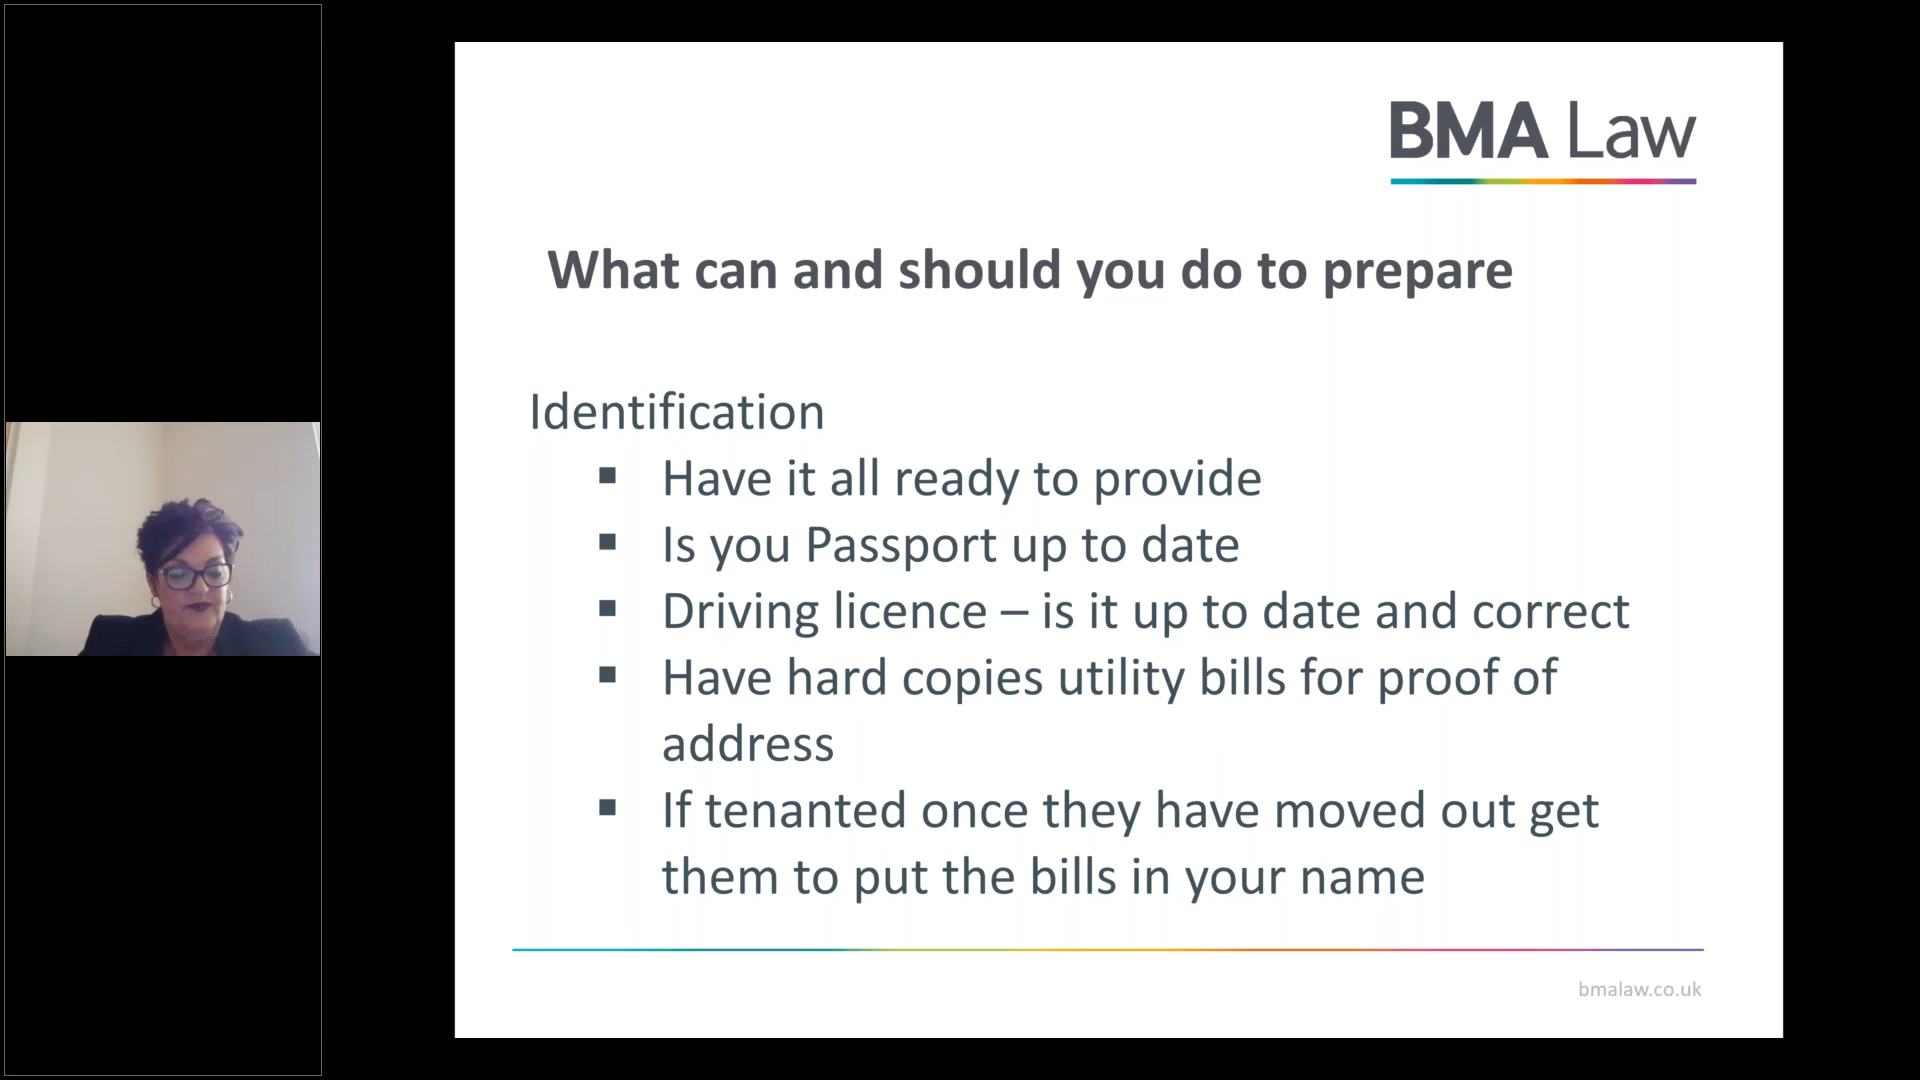 BMA Law
What can and should you do to prepare
Identification
▪ Have it all ready to provide
▪ Is you Passport up to date
▪ Driving licence – is it up to date and correct
▪ Have hard copies utility bills for proof of
address
▪ If tenanted once they have moved out get
them to put the bills in your name
bmalaw.co.uk